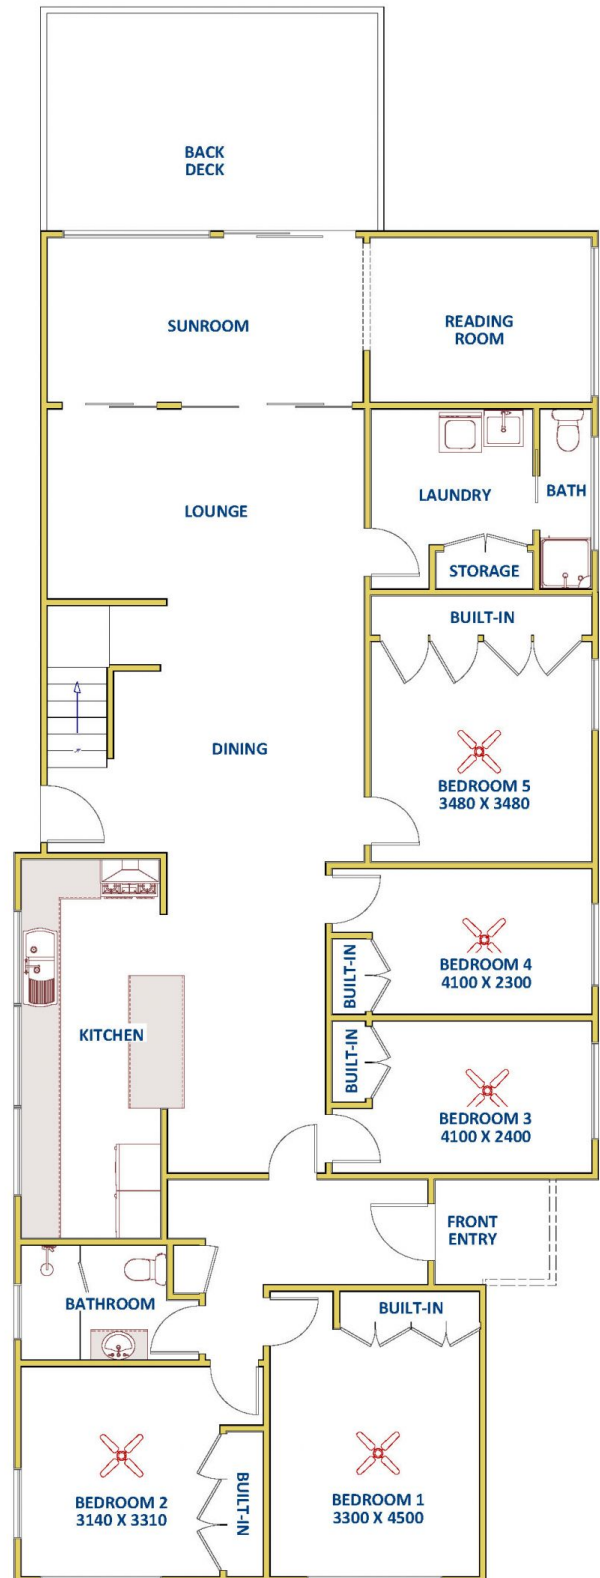 BACK
DECK
SUNROOM
READING
ROOM
LOUNGE
LAUNDRY
BATH
STORAGE
BUILT-IN
DINING
BEDROOM 5
3480 X 3480
BEDROOM 4
4100 X 2300
BUILT-IN
KITCHEN
BUILT-IN
BEDROOM 3
4100 X 2400
FRONT
ENTRY
BATHROOM
BUILT-IN
BEDROOM 2
3140 X 3310
BUILT-IN
BEDROOM 1
3300 X 4500